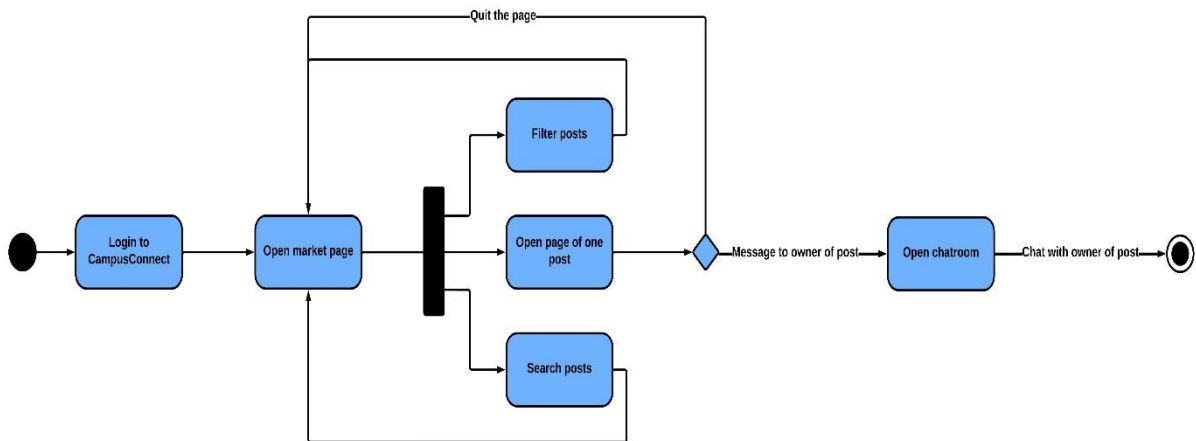 Quit the page
Filter posts
Login to
CampusConnect
Open market page
Open page of one
post
Message to owner of post
Open chatroom
Chat with owner of post
Search posts